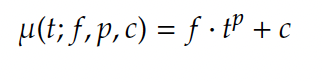 μ(t; f, p, c) = f · t^p + c